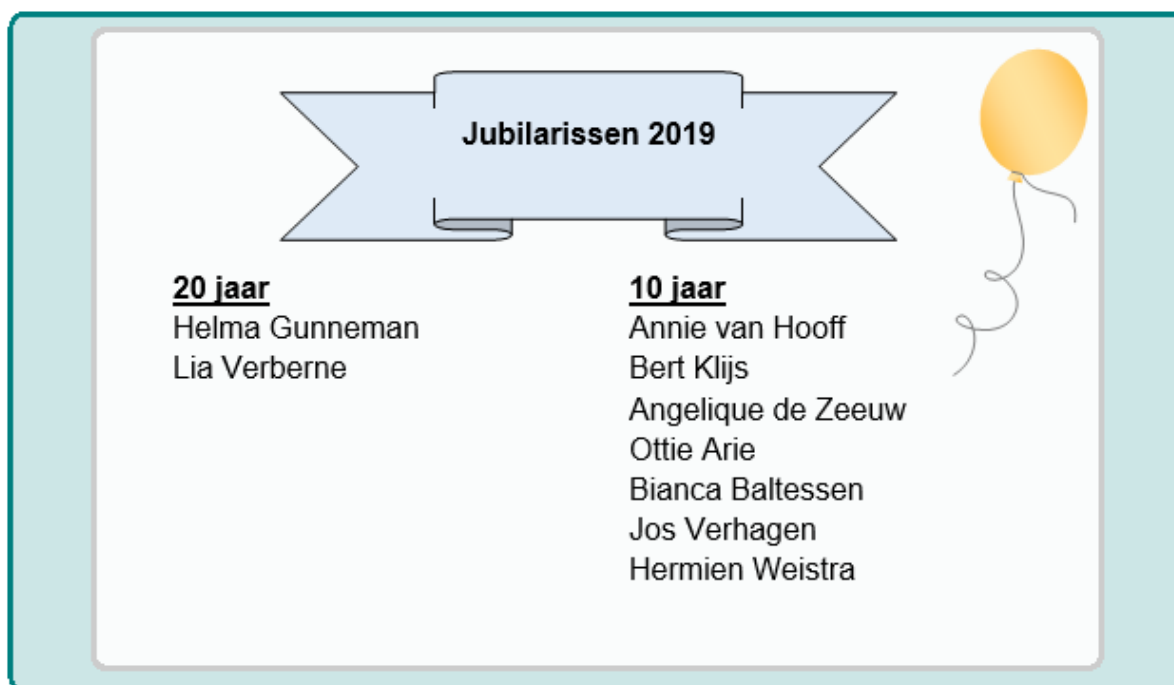 Jubilarissen 2019
20 jaar
Helma Gunneman
Lia Verberne
10 jaar
Annie van Hooff
Bert Klijs
Angelique de Zeeuw
Ottie Arie
Bianca Baltessen
Jos Verhagen
Hermien Weistra